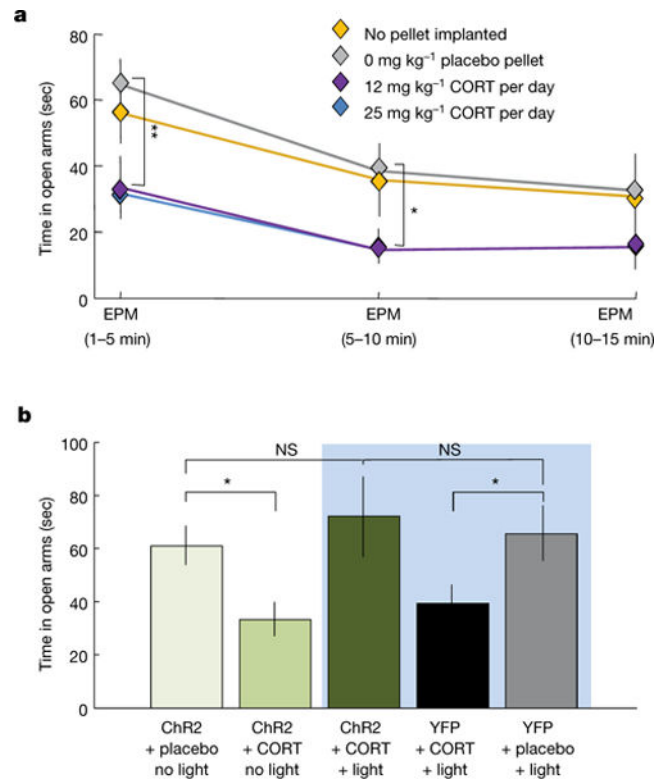 a
80
60
40
20
0
Time in open arms (sec)
No pellet implanted
0 mg kg⁻¹ placebo pellet
12 mg kg⁻¹ CORT per day
25 mg kg⁻¹ CORT per day
**
*
EPM
(1–5 min)
EPM
(5–10 min)
EPM
(10–15 min)
b
100
80
60
40
20
0
Time in open arms (sec)
NS
NS
*
*
ChR2
+ placebo
no light
ChR2
+ CORT
no light
ChR2
+ CORT
+ light
YFP
+ CORT
+ light
YFP
+ placebo
+ light